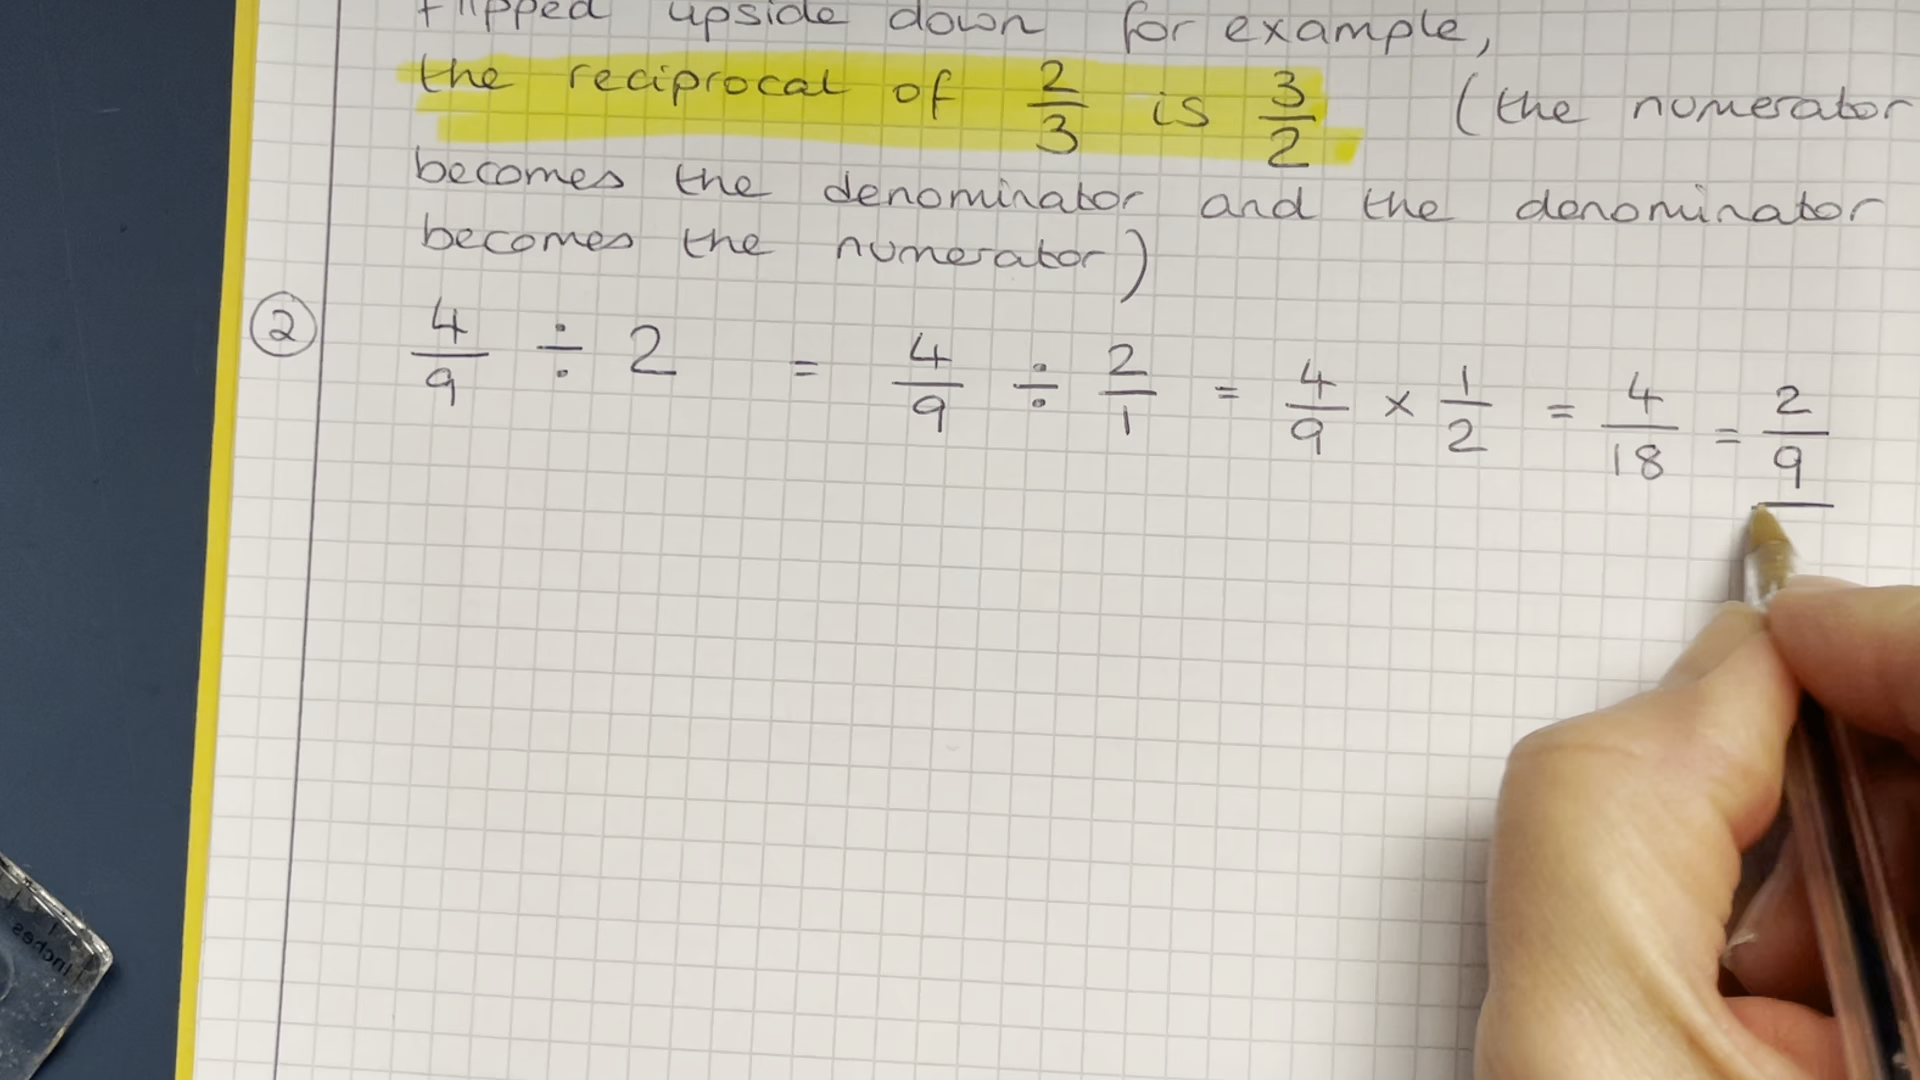 flipped upside down for example,
the reciprocal of 2/3 is 3/2 (the numerator
becomes the denominator and the denominator
becomes the numerator)
② 4/9 ÷ 2 = 4/9 ÷ 2/1 = 4/9 × 1/2 = 4/18 = 2/9
Inches